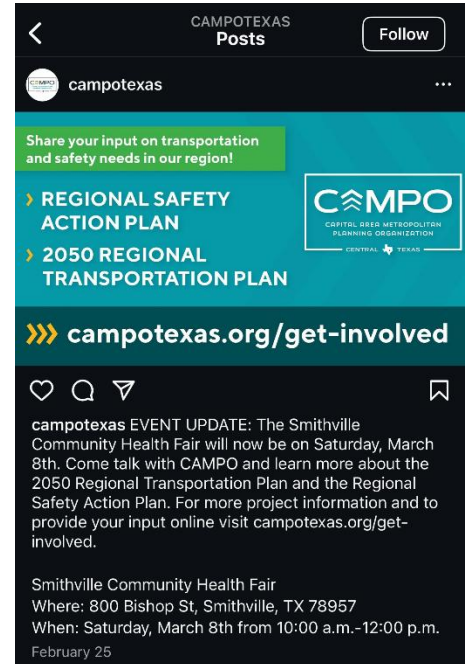 CAMPOTEXAS
Posts
Follow
CAMPO
campotexas
Share your input on transportation
and safety needs in our region!
› REGIONAL SAFETY
ACTION PLAN
› 2050 REGIONAL
TRANSPORTATION PLAN
CAMPO
CAPITAL AREA METROPOLITAN
PLANNING ORGANIZATION
CENTRAL TEXAS
››› campotexas.org/get-involved
campotexas EVENT UPDATE: The Smithville
Community Health Fair will now be on Saturday, March
8th. Come talk with CAMPO and learn more about the
2050 Regional Transportation Plan and the Regional
Safety Action Plan. For more project information and to
provide your input online visit campotexas.org/get-
involved.
Smithville Community Health Fair
Where: 800 Bishop St, Smithville, TX 78957
When: Saturday, March 8th from 10:00 a.m.-12:00 p.m.
February 25